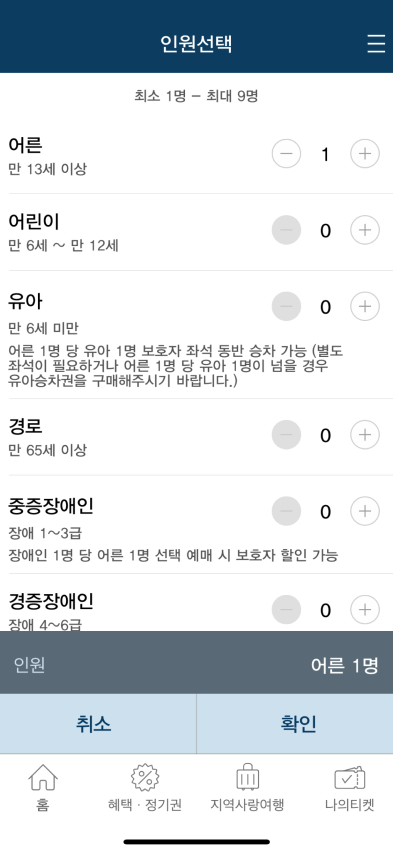 인원선택
최소 1명 - 최대 9명
어른
만 13세 이상
1
어린이
만 6세 ~ 만 12세
0
유아
만 6세 미만
0
어른 1명 당 유아 1명 보호자 좌석 동반 승차 가능 (별도
좌석이 필요하거나 어른 1명 당 유아 1명이 넘을 경우
유아승차권을 구매해주시기 바랍니다.)
경로
만 65세 이상
0
중증장애인
장애 1~3급
0
장애인 1명 당 어른 1명 선택 예매 시 보호자 할인 가능
경증장애인
장애 4~6급
0
인원 어른 1명
취소 확인
홈 혜택 · 정기권 지역사랑여행 나의티켓